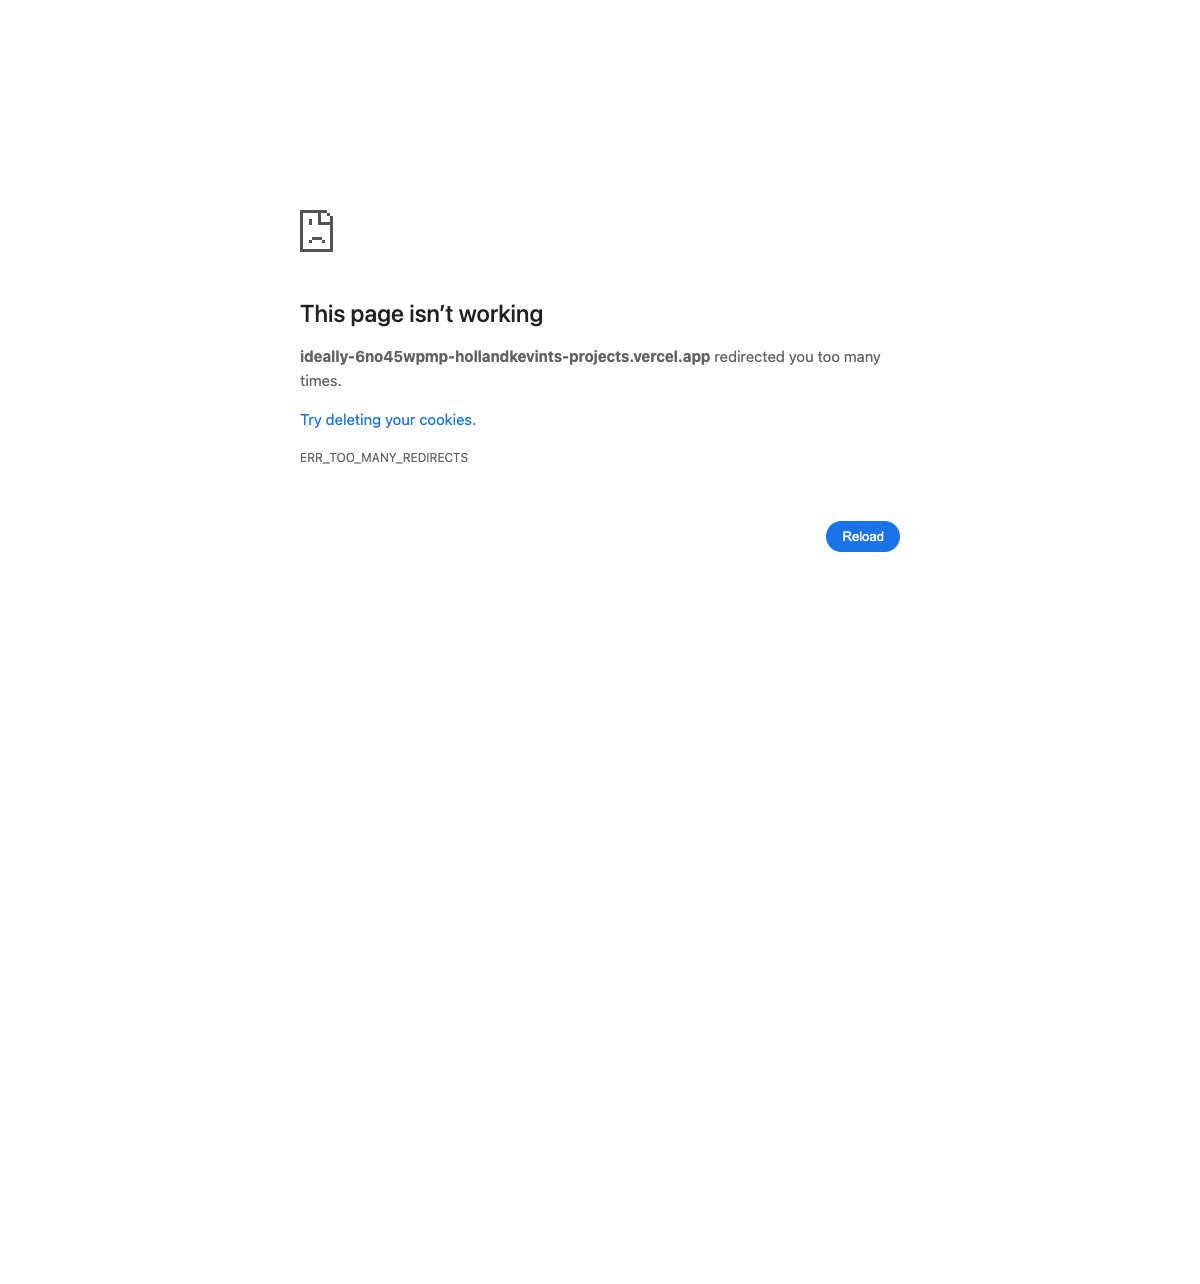 This page isn’t working
ideally-6no45wpmp-hollandkevints-projects.vercel.app redirected you too many
times.
Try deleting your cookies.
ERR_TOO_MANY_REDIRECTS
Reload